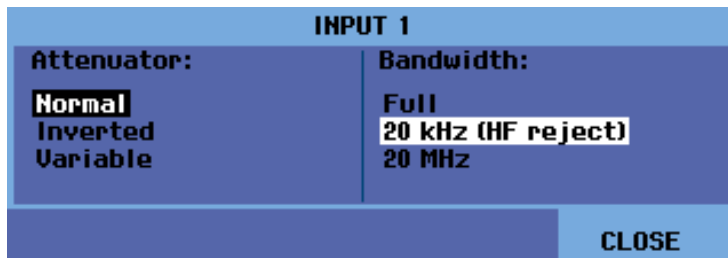 INPUT 1
Attenuator:
Normal
Inverted
Variable
Bandwidth:
Full
20 kHz (HF reject)
20 MHz
CLOSE